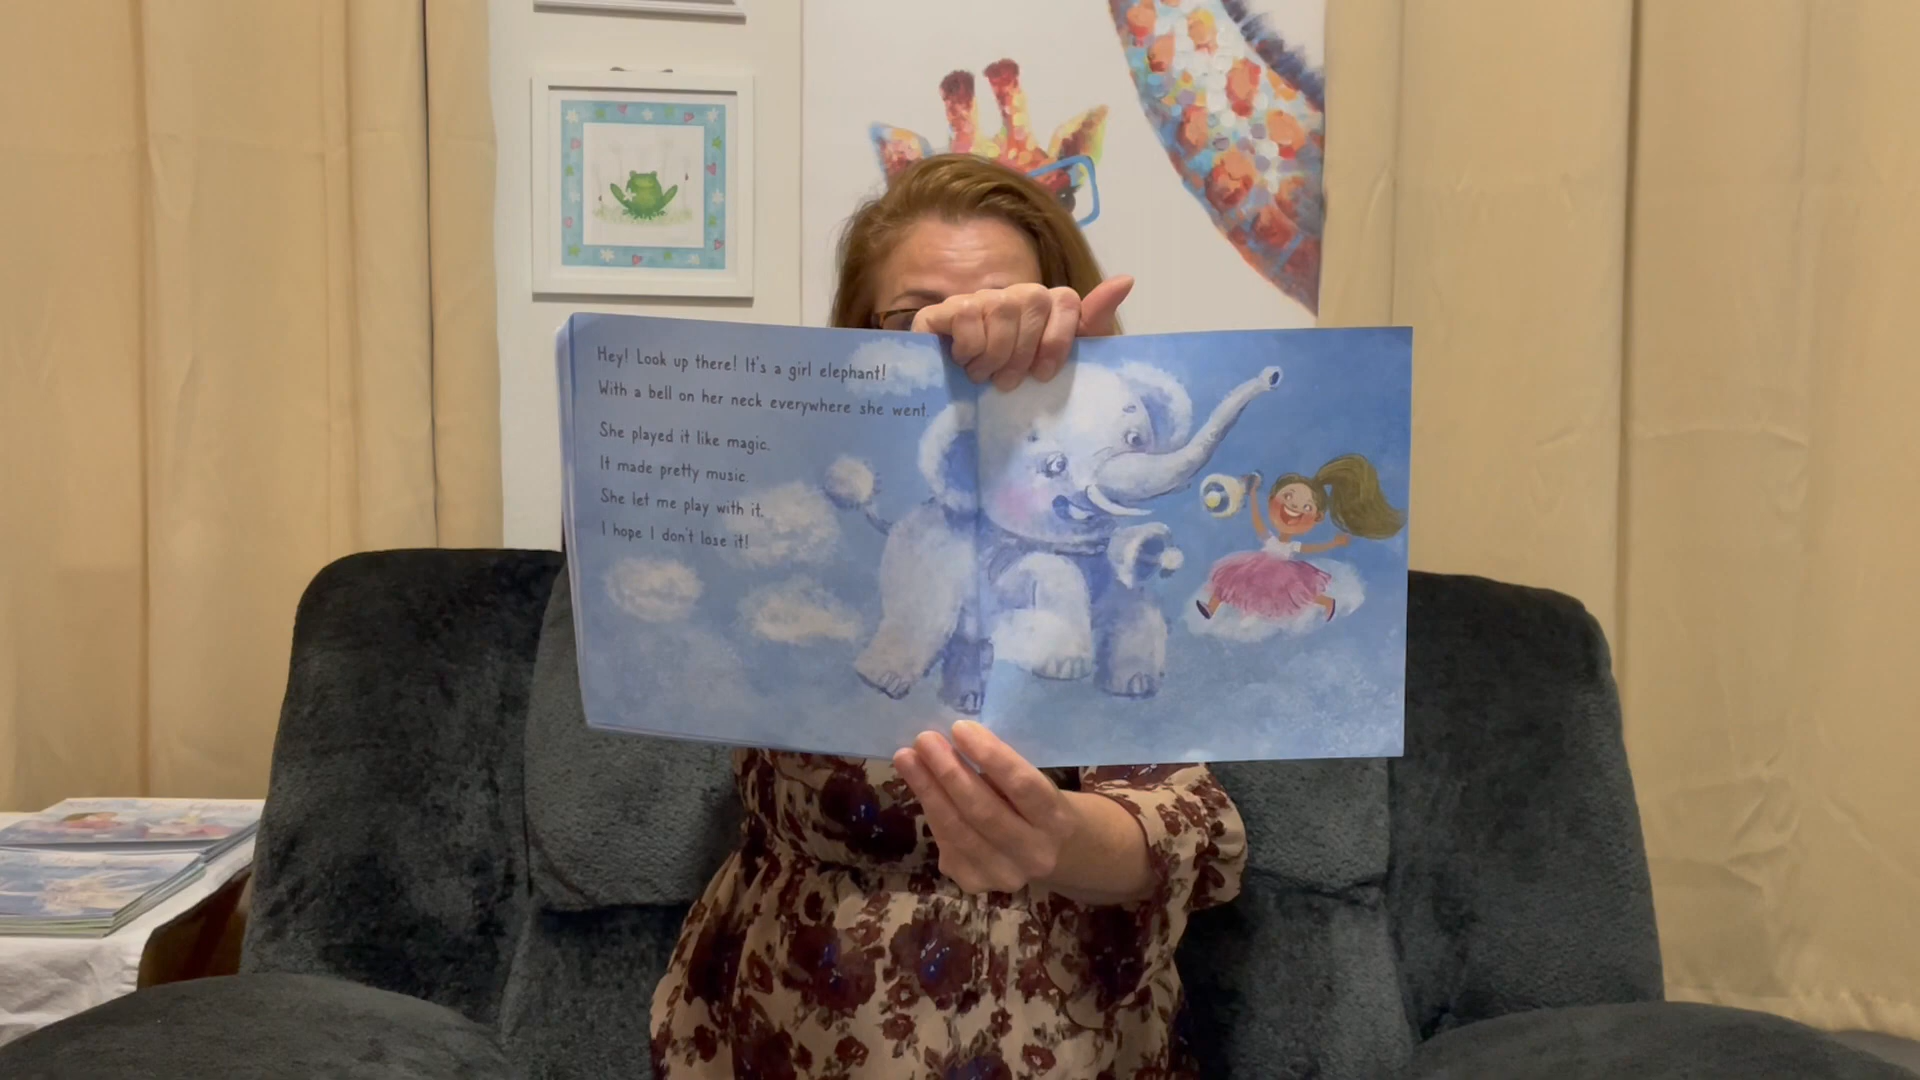 Hey! Look up there! It's a girl elephant!
With a bell on her neck everywhere she went.
She played it like magic.
It made pretty music.
She let me play with it.
I hope I don't lose it!